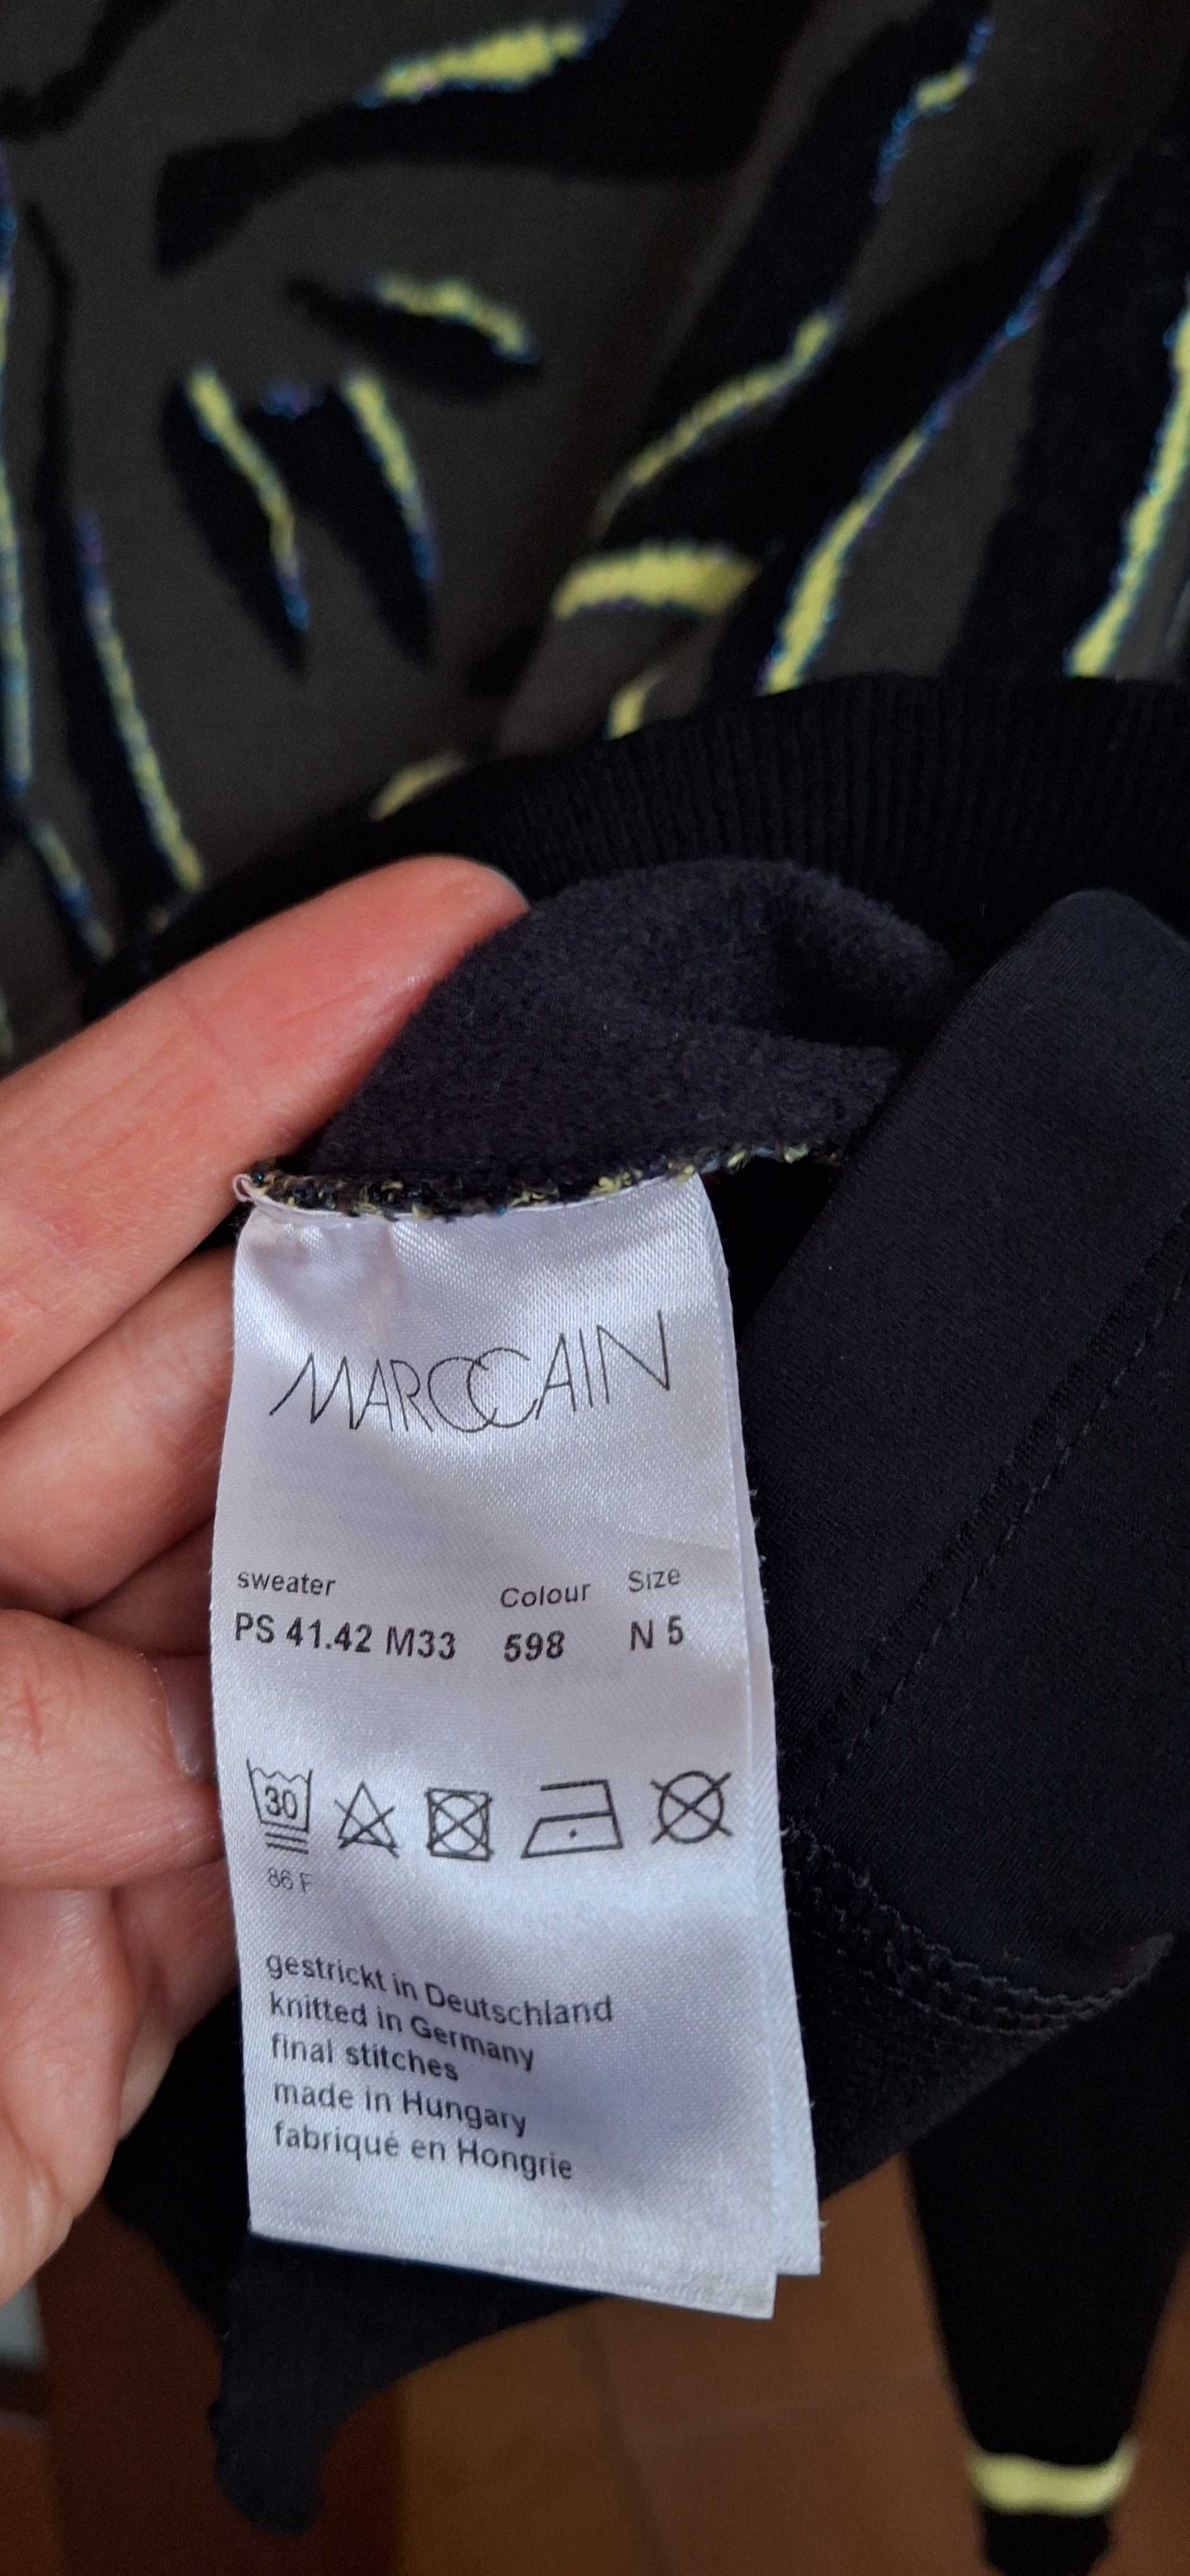 MARCCAIN
sweater Colour Size
PS 41.42 M33 598 N 5
30
86 F
gestrickt in Deutschland
knitted in Germany
final stitches
made in Hungary
fabriqué en Hongrie